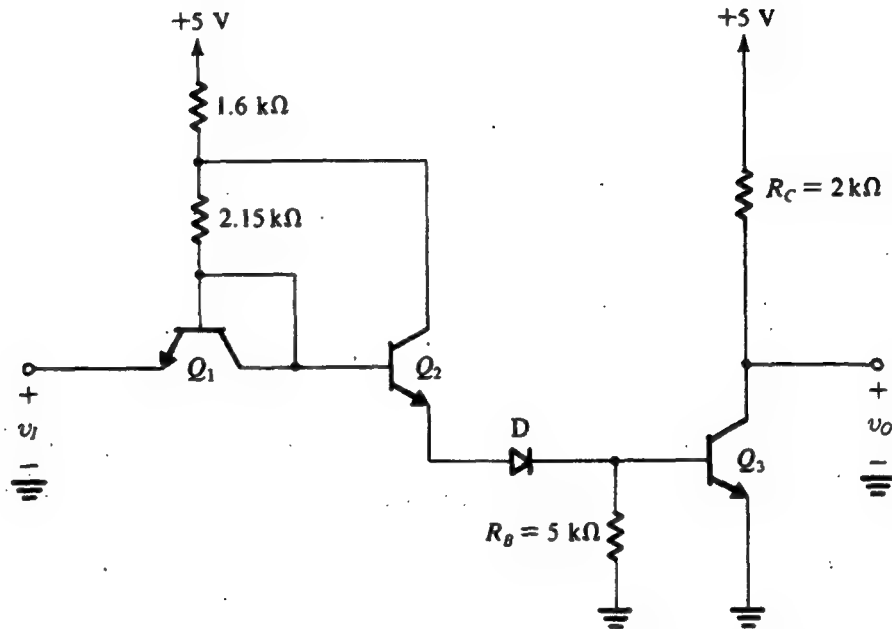 +5 V
+5 V
1.6 kΩ
R_C = 2 kΩ
2.15 kΩ
Q₁
Q₂
+
v_I
−
D
Q₃
+
v_O
−
R_B = 5 kΩ